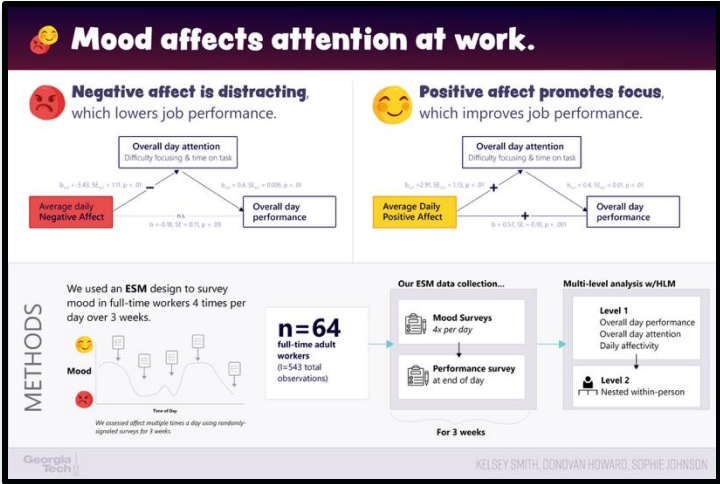 Mood affects attention at work.
Negative affect is distracting,
which lowers job performance.
Overall day attention
Difficulty focusing & time on task
Average daily
Negative Affect
n.s.
Overall day
performance
Positive affect promotes focus,
which improves job performance.
Overall day attention
Difficulty focusing & time on task
+
Average Daily
Positive Affect
+
b = 0.57, SE = 0.10, p < .001
Overall day
performance
METHODS
We used an ESM design to survey
mood in full-time workers 4 times per
day over 3 weeks.
Mood
Time of Day
We assessed affect multiple times a day using randomly-
signaled surveys for 3 weeks.
n=64
full-time adult
workers
(l=543 total
observations)
Our ESM data collection...
Mood Surveys
4x per day
Performance survey
at end of day
For 3 weeks
Multi-level analysis w/HLM
Level 1
Overall day performance
Overall day attention
Daily affectivity
Level 2
Nested within-person
Georgia
Tech
KELSEY SMITH, DONOVAN HOWARD, SOPHIE JOHNSON